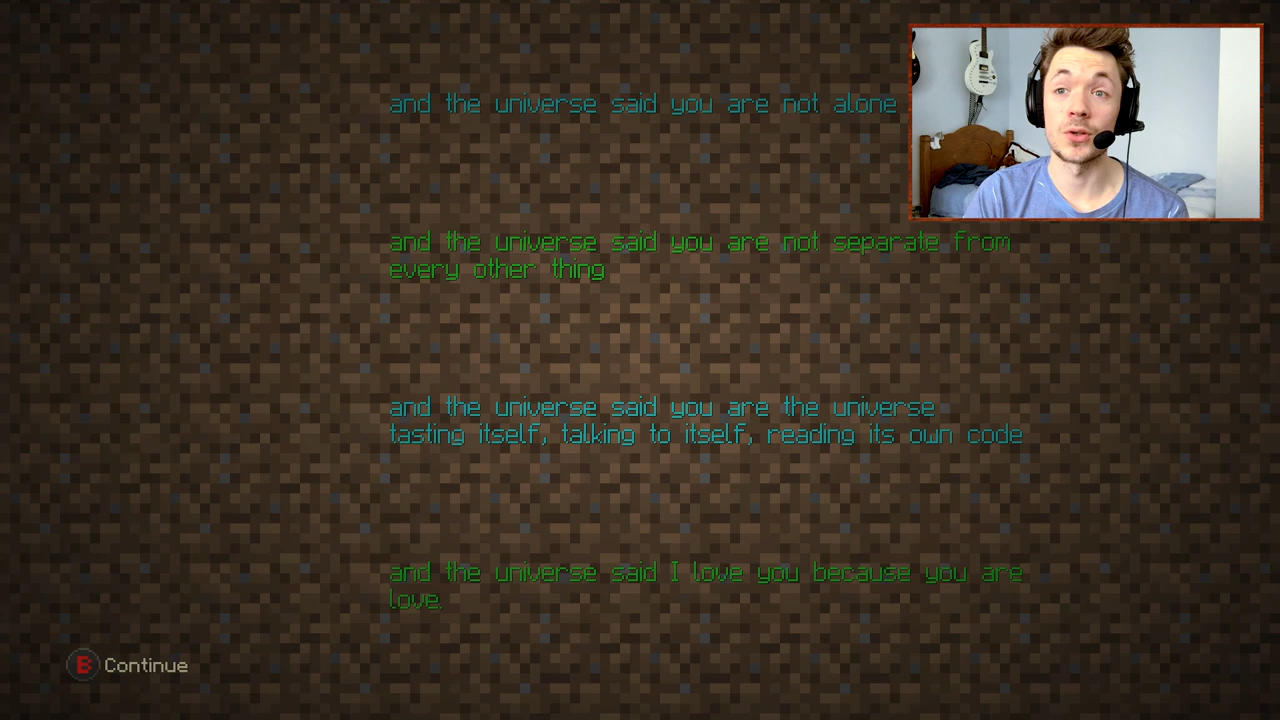 and the universe said you are not alone
and the universe said you are not separate from
every other thing
and the universe said you are the universe
tasting itself, talking to itself, reading its own code
and the universe said I love you because you are
love.
B Continue